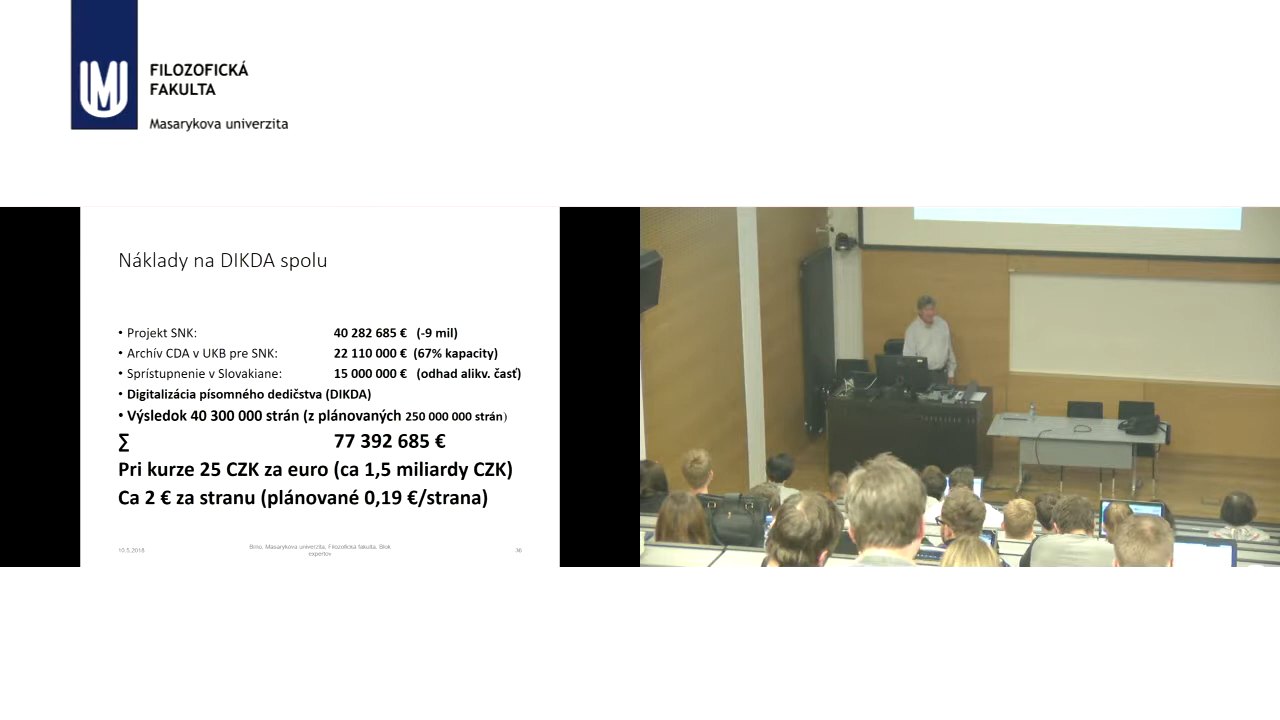 FILOZOFICKÁ
FAKULTA
Masarykova univerzita
Náklady na DIKDA spolu
• Projekt SNK: 40 282 685 € (-9 mil)
• Archív CDA v UKB pre SNK: 22 110 000 € (67% kapacity)
• Sprístupnenie v Slovakiane: 15 000 000 € (odhad alikv. časť)
• Digitalizácia písomného dedičstva (DIKDA)
• Výsledok 40 300 000 strán (z plánovaných 250 000 000 strán)
∑ 77 392 685 €
Pri kurze 25 CZK za euro (ca 1,5 miliardy CZK)
Ca 2 € za stranu (plánované 0,19 €/strana)
10.5.2018 Brno, Masarykova univerzita, Filozofická fakulta, Blok 36
expertov